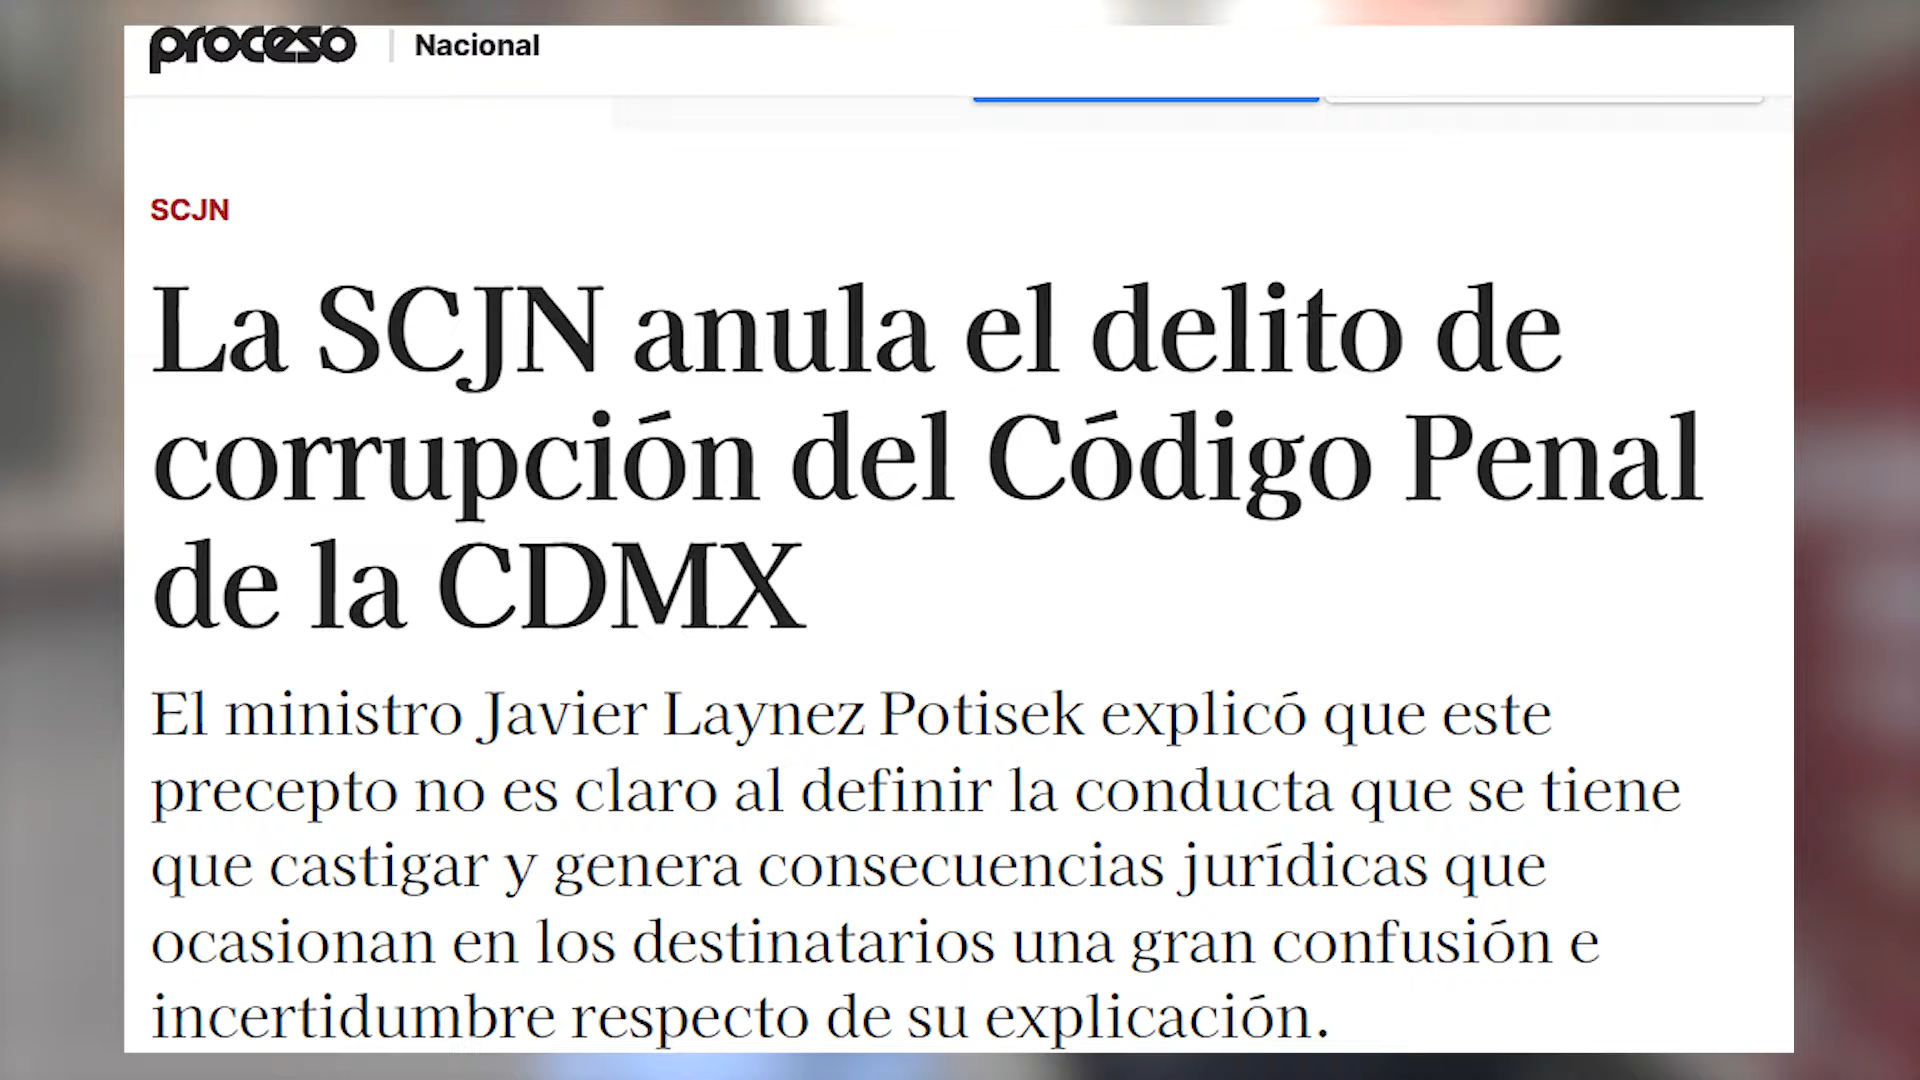 proceso | Nacional
SCJN
La SCJN anula el delito de
corrupción del Código Penal
de la CDMX
El ministro Javier Laynez Potisek explicó que este
precepto no es claro al definir la conducta que se tiene
que castigar y genera consecuencias jurídicas que
ocasionan en los destinatarios una gran confusión e
incertidumbre respecto de su explicación.